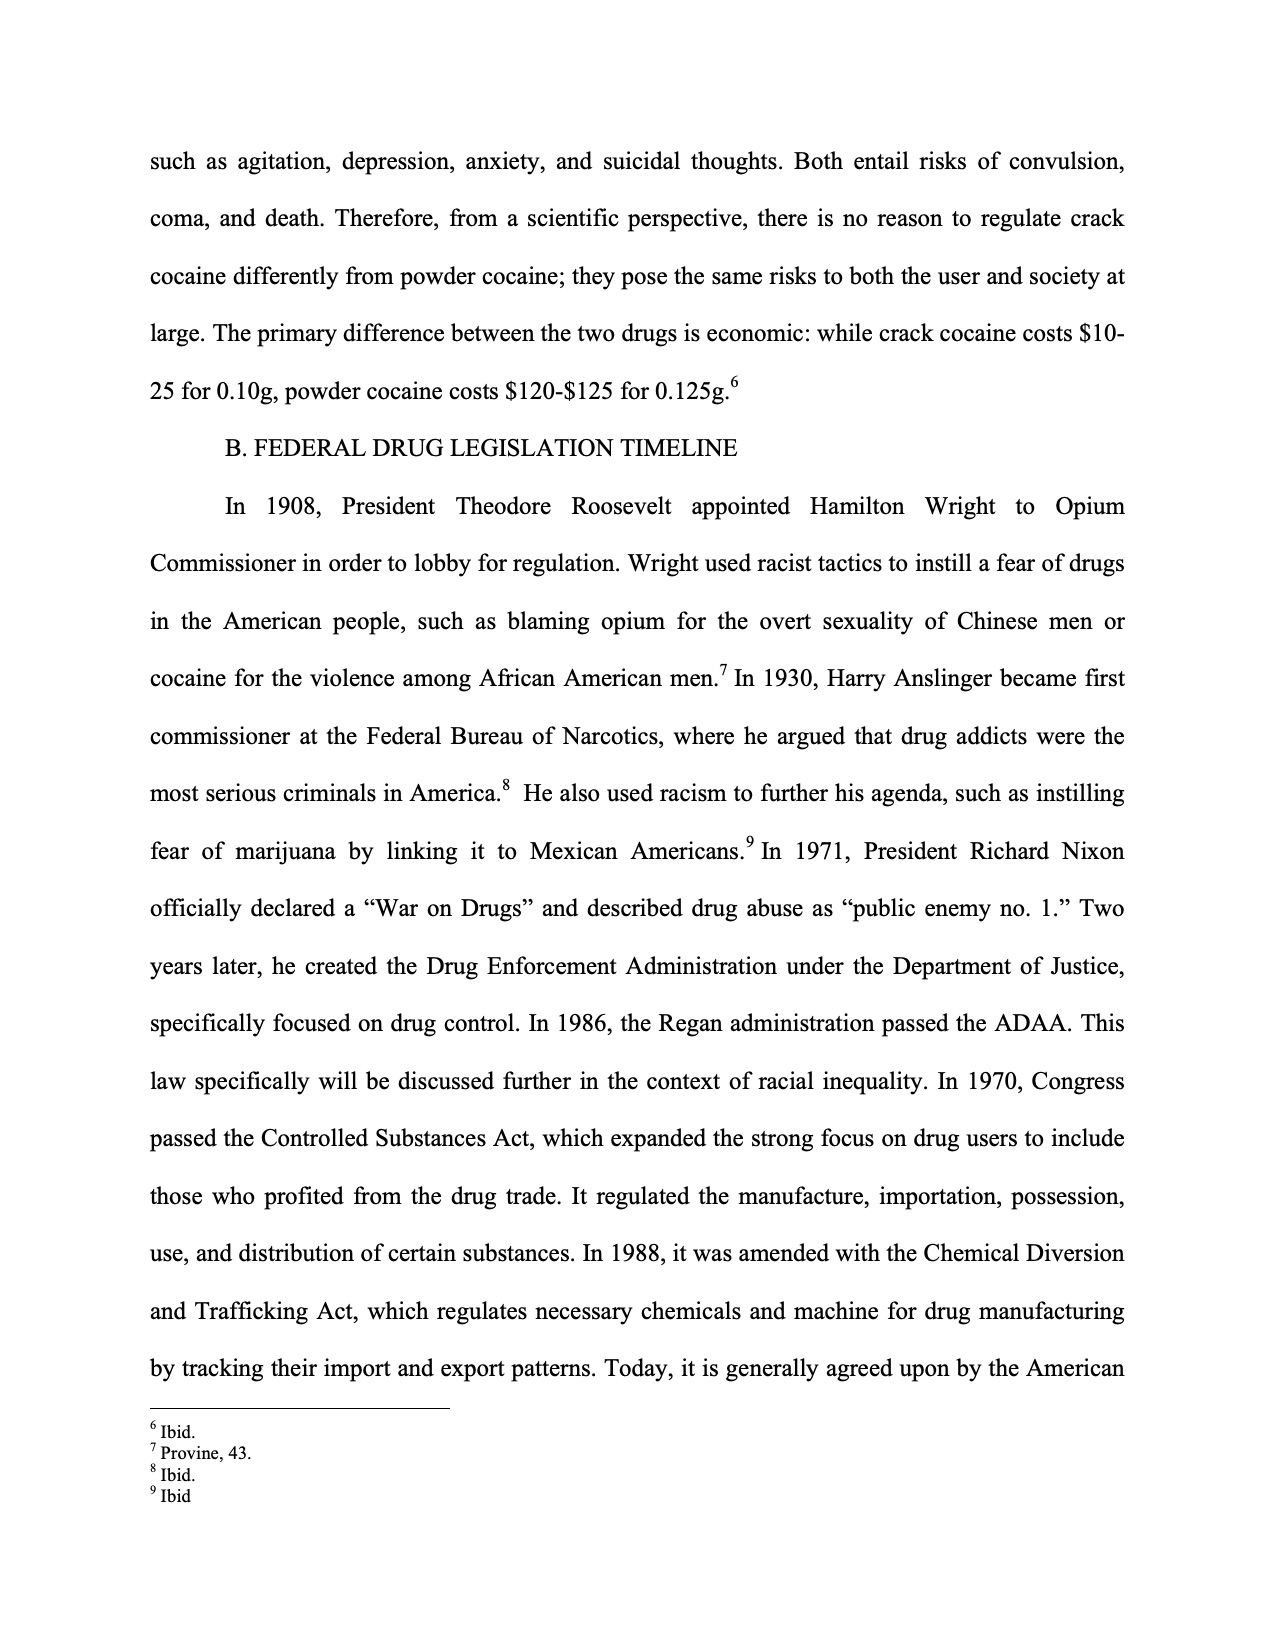 such as agitation, depression, anxiety, and suicidal thoughts. Both entail risks of convulsion,
coma, and death. Therefore, from a scientific perspective, there is no reason to regulate crack
cocaine differently from powder cocaine; they pose the same risks to both the user and society at
large. The primary difference between the two drugs is economic: while crack cocaine costs $10-
25 for 0.10g, powder cocaine costs $120-$125 for 0.125g.6
B. FEDERAL DRUG LEGISLATION TIMELINE
In 1908, President Theodore Roosevelt appointed Hamilton Wright to Opium
Commissioner in order to lobby for regulation. Wright used racist tactics to instill a fear of drugs
in the American people, such as blaming opium for the overt sexuality of Chinese men or
cocaine for the violence among African American men.7 In 1930, Harry Anslinger became first
commissioner at the Federal Bureau of Narcotics, where he argued that drug addicts were the
most serious criminals in America.8  He also used racism to further his agenda, such as instilling
fear of marijuana by linking it to Mexican Americans.9 In 1971, President Richard Nixon
officially declared a “War on Drugs” and described drug abuse as “public enemy no. 1.” Two
years later, he created the Drug Enforcement Administration under the Department of Justice,
specifically focused on drug control. In 1986, the Regan administration passed the ADAA. This
law specifically will be discussed further in the context of racial inequality. In 1970, Congress
passed the Controlled Substances Act, which expanded the strong focus on drug users to include
those who profited from the drug trade. It regulated the manufacture, importation, possession,
use, and distribution of certain substances. In 1988, it was amended with the Chemical Diversion
and Trafficking Act, which regulates necessary chemicals and machine for drug manufacturing
by tracking their import and export patterns. Today, it is generally agreed upon by the American
6 Ibid.
7 Provine, 43.
8 Ibid.
9 Ibid